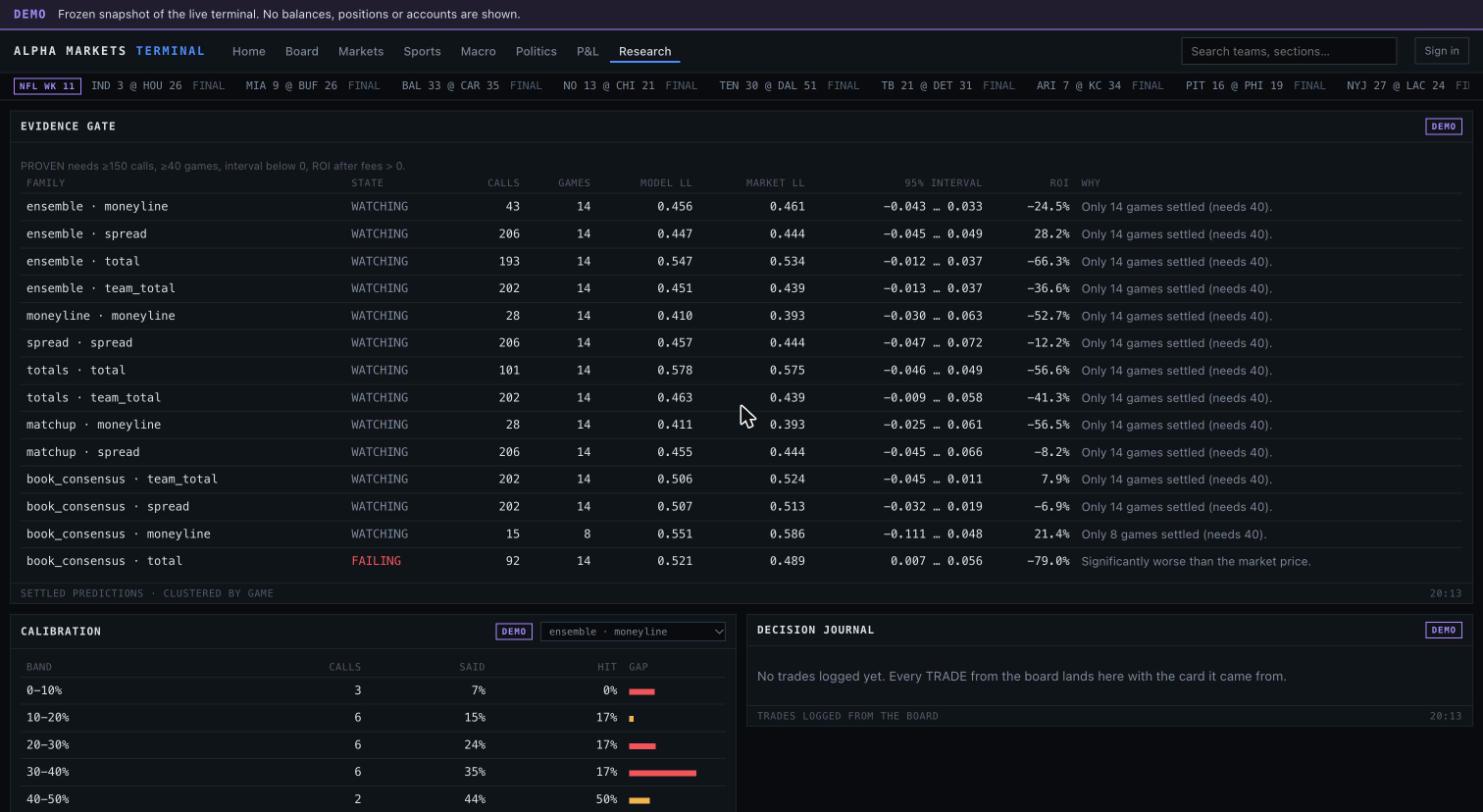 DEMO Frozen snapshot of the live terminal. No balances, positions or accounts are shown.
ALPHA MARKETS TERMINAL Home Board Markets Sports Macro Politics P&L Research Search teams, sections... Sign in
NFL WK 11 IND 3 @ HOU 26 FINAL MIA 9 @ BUF 26 FINAL BAL 33 @ CAR 35 FINAL NO 13 @ CHI 21 FINAL TEN 30 @ DAL 51 FINAL TB 21 @ DET 31 FINAL ARI 7 @ KC 34 FINAL PIT 16 @ PHI 19 FINAL NYJ 27 @ LAC 24 FI
EVIDENCE GATE DEMO
PROVEN needs ≥150 calls, ≥40 games, interval below 0, ROI after fees > 0.
FAMILY STATE CALLS GAMES MODEL LL MARKET LL 95% INTERVAL ROI WHY
ensemble · moneyline WATCHING 43 14 0.456 0.461 −0.043 … 0.033 −24.5% Only 14 games settled (needs 40).
ensemble · spread WATCHING 206 14 0.447 0.444 −0.045 … 0.049 28.2% Only 14 games settled (needs 40).
ensemble · total WATCHING 193 14 0.547 0.534 −0.012 … 0.037 −66.3% Only 14 games settled (needs 40).
ensemble · team_total WATCHING 202 14 0.451 0.439 −0.013 … 0.037 −36.6% Only 14 games settled (needs 40).
moneyline · moneyline WATCHING 28 14 0.410 0.393 −0.030 … 0.063 −52.7% Only 14 games settled (needs 40).
spread · spread WATCHING 206 14 0.457 0.444 −0.047 … 0.072 −12.2% Only 14 games settled (needs 40).
totals · total WATCHING 101 14 0.578 0.575 −0.046 … 0.049 −56.6% Only 14 games settled (needs 40).
totals · team_total WATCHING 202 14 0.463 0.439 −0.009 … 0.058 −41.3% Only 14 games settled (needs 40).
matchup · moneyline WATCHING 28 14 0.411 0.393 −0.025 … 0.061 −56.5% Only 14 games settled (needs 40).
matchup · spread WATCHING 206 14 0.455 0.444 −0.045 … 0.066 −8.2% Only 14 games settled (needs 40).
book_consensus · team_total WATCHING 202 14 0.506 0.524 −0.045 … 0.011 7.9% Only 14 games settled (needs 40).
book_consensus · spread WATCHING 202 14 0.507 0.513 −0.032 … 0.019 −6.9% Only 14 games settled (needs 40).
book_consensus · moneyline WATCHING 15 8 0.551 0.586 −0.111 … 0.048 21.4% Only 8 games settled (needs 40).
book_consensus · total FAILING 92 14 0.521 0.489 0.007 … 0.056 −79.0% Significantly worse than the market price.
SETTLED PREDICTIONS · CLUSTERED BY GAME 20:13
CALIBRATION DEMO ensemble · moneyline
BAND CALLS SAID HIT GAP
0–10% 3 7% 0%
10–20% 6 15% 17%
20–30% 6 24% 17%
30–40% 6 35% 17%
40–50% 2 44% 50%
DECISION JOURNAL DEMO
No trades logged yet. Every TRADE from the board lands here with the card it came from.
TRADES LOGGED FROM THE BOARD 20:13